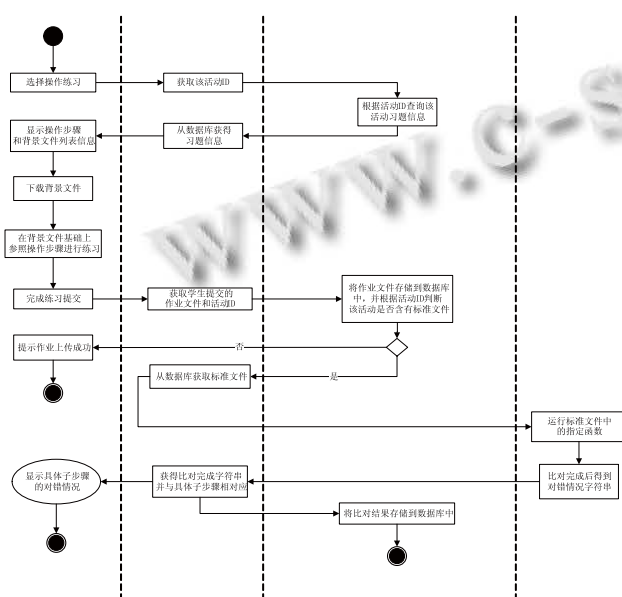 选择操作练习
获取该活动ID
根据活动ID查询该
活动习题信息
显示操作步骤
和背景文件列表信息
从数据库获得
习题信息
下载背景文件
在背景文件基础上
参照操作步骤进行练习
完成练习提交
获取学生提交的
作业文件和活动ID
将作业文件存储到数据库
中，并根据活动ID判断
该活动是否含有标准文件
提示作业上传成功
否
从数据库获取标准文件
是
运行标准文件中
的指定函数
显示具体子步骤
的对错情况
获得比对完成字符串
并与具体子步骤相对应
比对完成后得到
对错情况字符串
将比对结果存储到数据库中
www.c-s